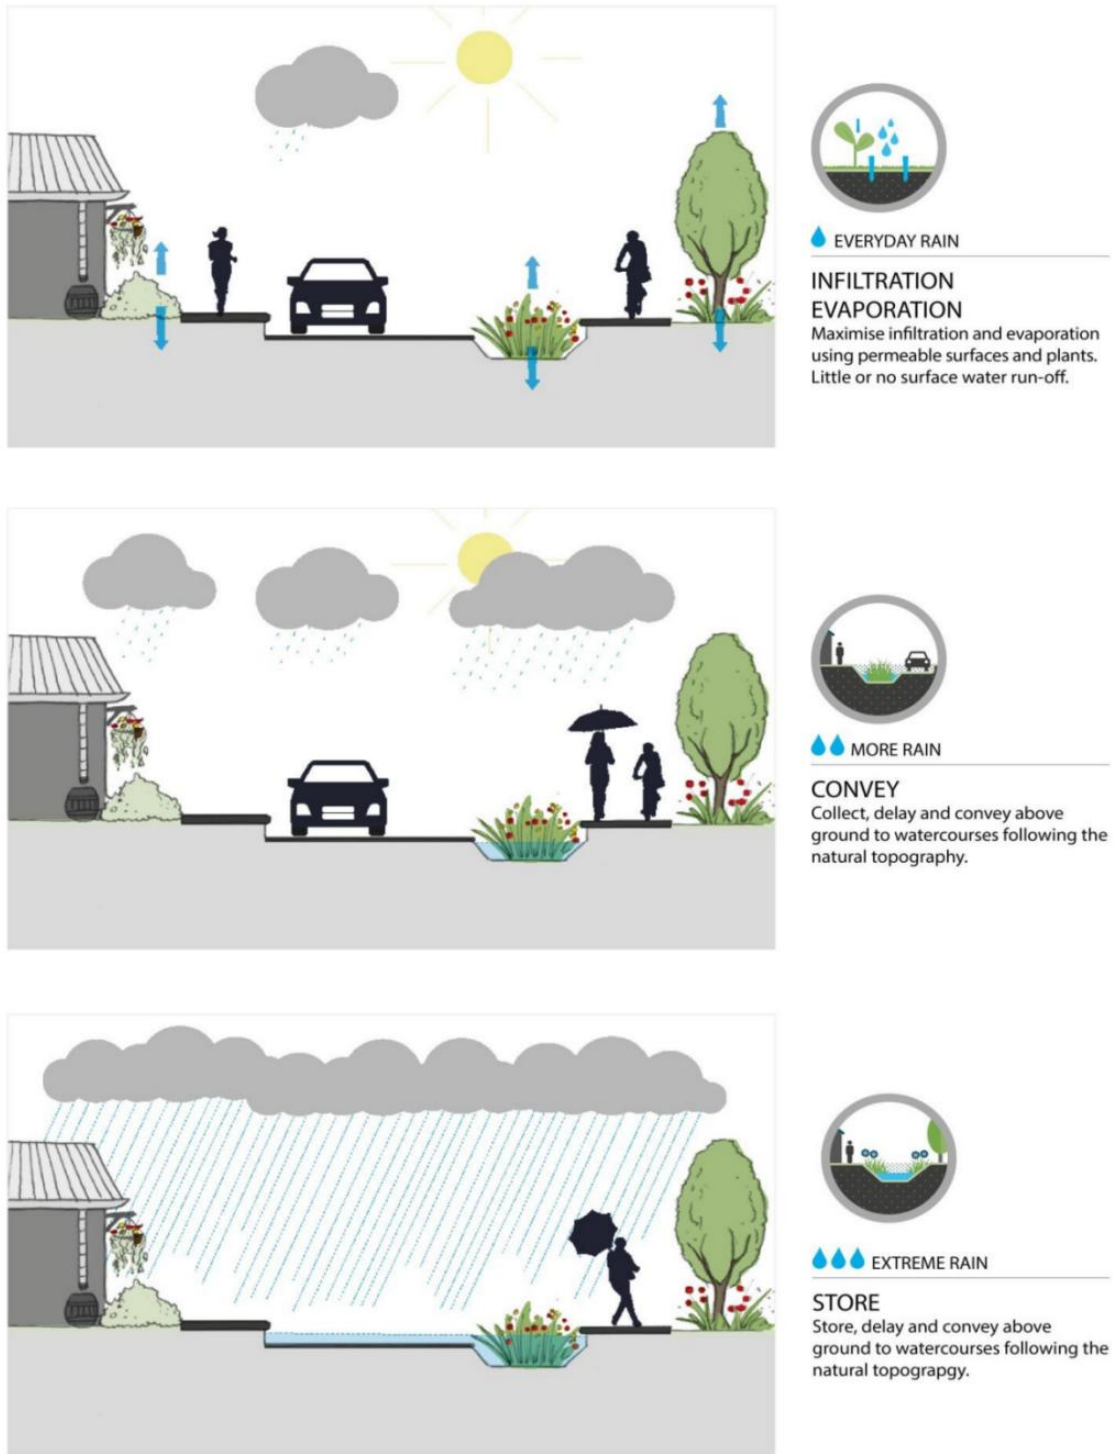 EVERYDAY RAIN
INFILTRATION
EVAPORATION
Maximise infiltration and evaporation
using permeable surfaces and plants.
Little or no surface water run-off.
MORE RAIN
CONVEY
Collect, delay and convey above
ground to watercourses following the
natural topography.
EXTREME RAIN
STORE
Store, delay and convey above
ground to watercourses following the
natural topograpgy.